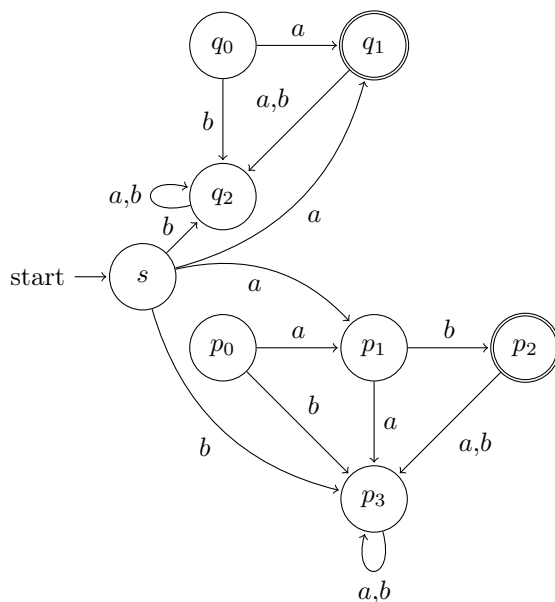 q0 a q1
a,b
b
a,b q2
b
a
start s
a
p0 a p1 b p2
b a
b a,b
p3
a,b